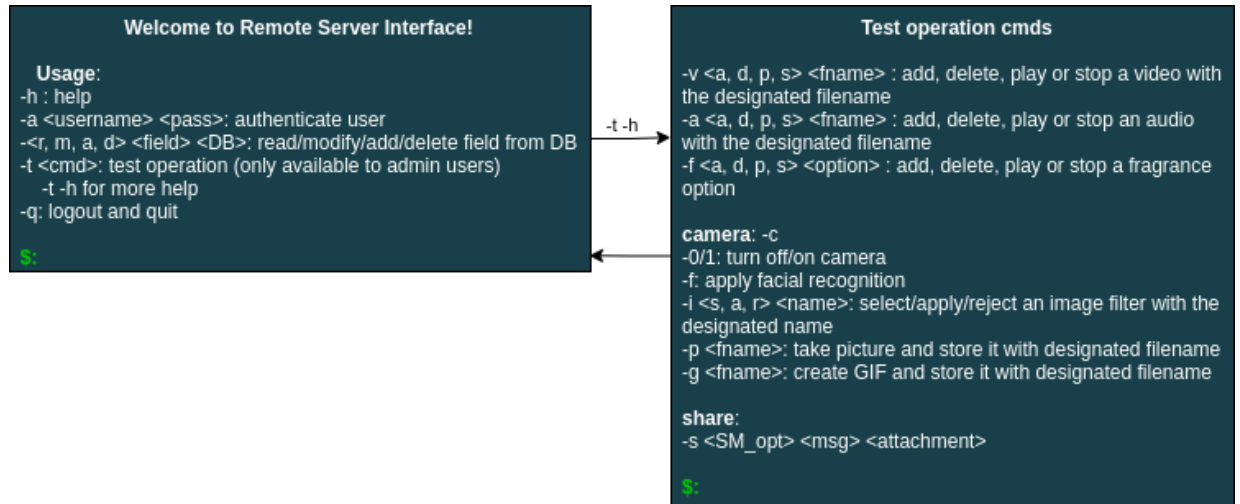 Welcome to Remote Server Interface!
Usage:
-h : help
-a <username> <pass>: authenticate user
-<r, m, a, d> <field> <DB>: read/modify/add/delete field from DB
-t <cmd>: test operation (only available to admin users)
-t -h for more help
-q: logout and quit
$:
-t -h
Test operation cmds
-v <a, d, p, s> <fname> : add, delete, play or stop a video with
the designated filename
-a <a, d, p, s> <fname> : add, delete, play or stop an audio
with the designated filename
-f <a, d, p, s> <option> : add, delete, play or stop a fragrance
option
camera: -c
-0/1: turn off/on camera
-f: apply facial recognition
-i <s, a, r> <name>: select/apply/reject an image filter with the
designated name
-p <fname>: take picture and store it with designated filename
-g <fname>: create GIF and store it with designated filename
share:
-s <SM_opt> <msg> <attachment>
$: